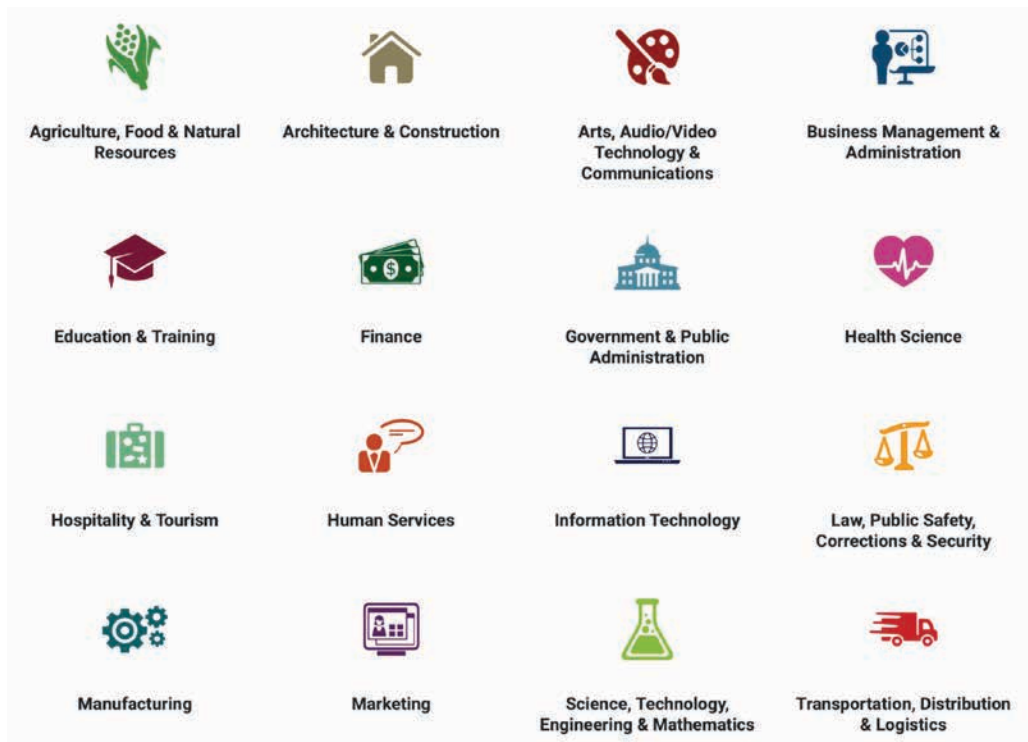 Agriculture, Food & Natural
Resources
Architecture & Construction
Arts, Audio/Video
Technology &
Communications
Business Management &
Administration
Education & Training
$
Finance
Government & Public
Administration
Health Science
Hospitality & Tourism
Human Services
Information Technology
Law, Public Safety,
Corrections & Security
Manufacturing
Marketing
Science, Technology,
Engineering & Mathematics
Transportation, Distribution
& Logistics